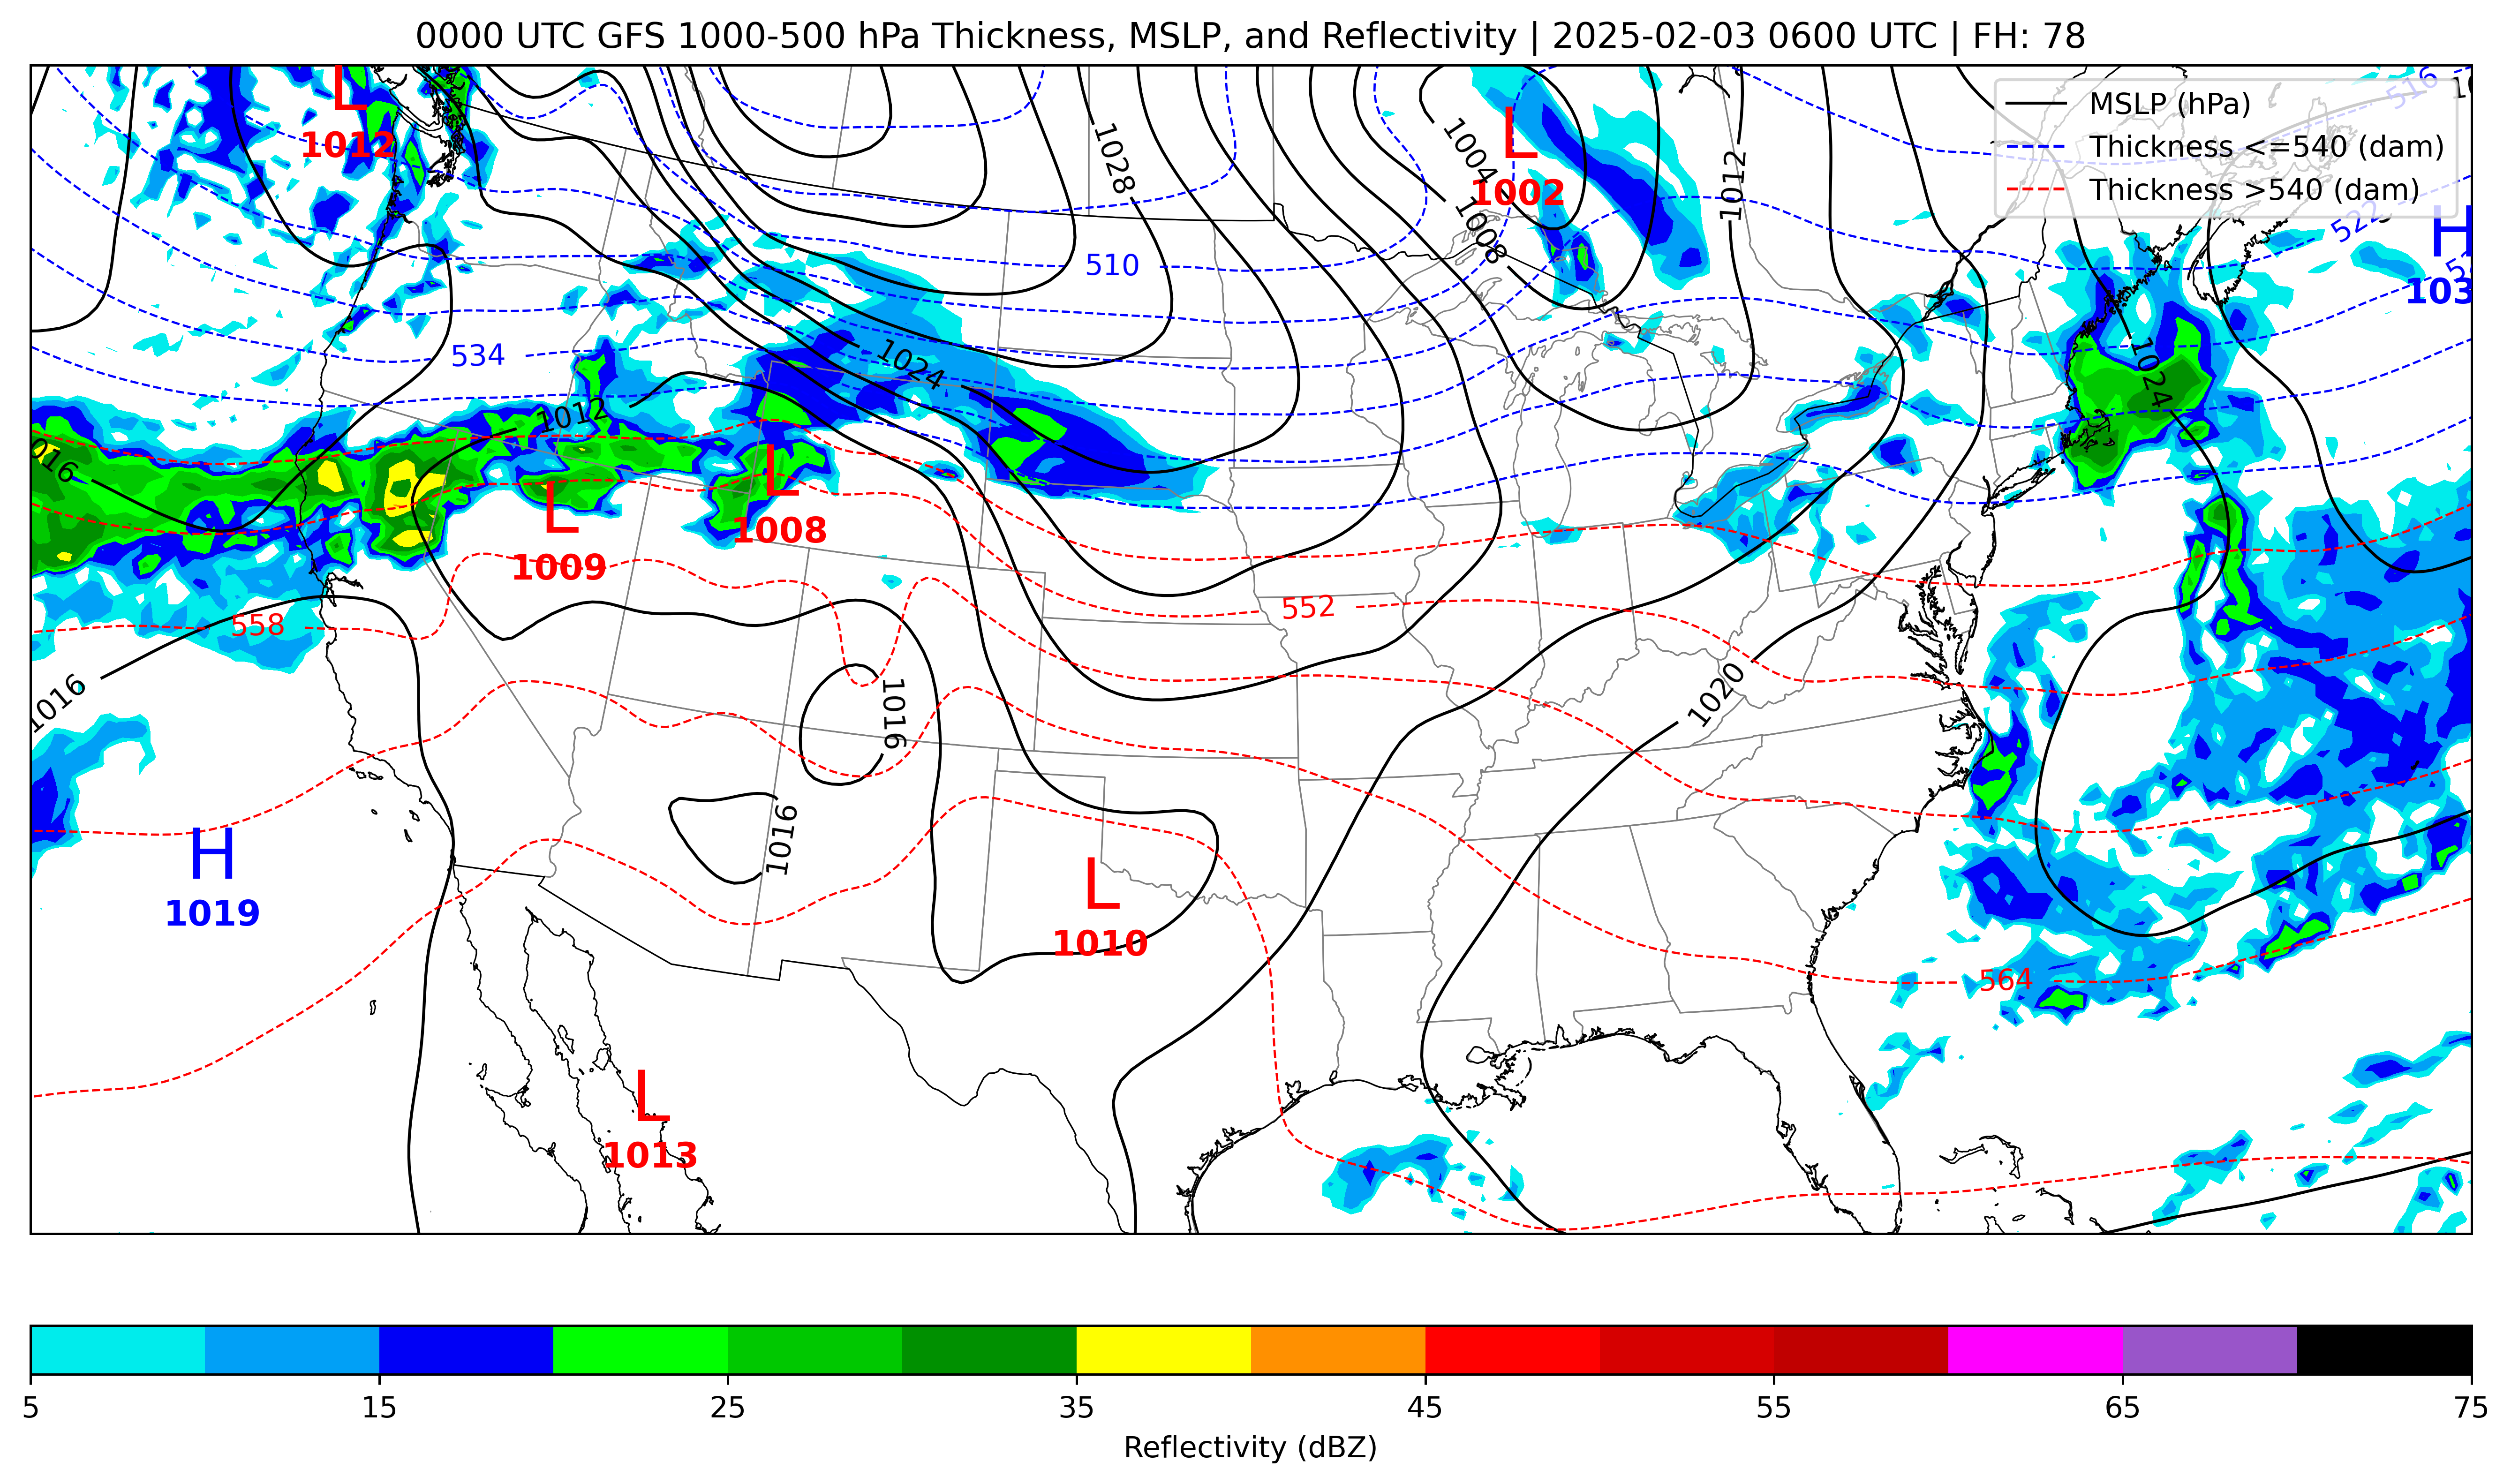 0000 UTC GFS 1000-500 hPa Thickness, MSLP, and Reflectivity | 2025-02-03 0600 UTC | FH: 78
MSLP (hPa)
Thickness <=540 (dam)
Thickness >540 (dam)
516
L
1012
1028
1004
L
1002
1012
1008
522
H
510
534
1024
1012
1024
L
1008
L
1009
558
552
1016
1016
1020
1016
H
1019
L
1010
564
L
1013
5
15
25
35
45
55
65
75
Reflectivity (dBZ)